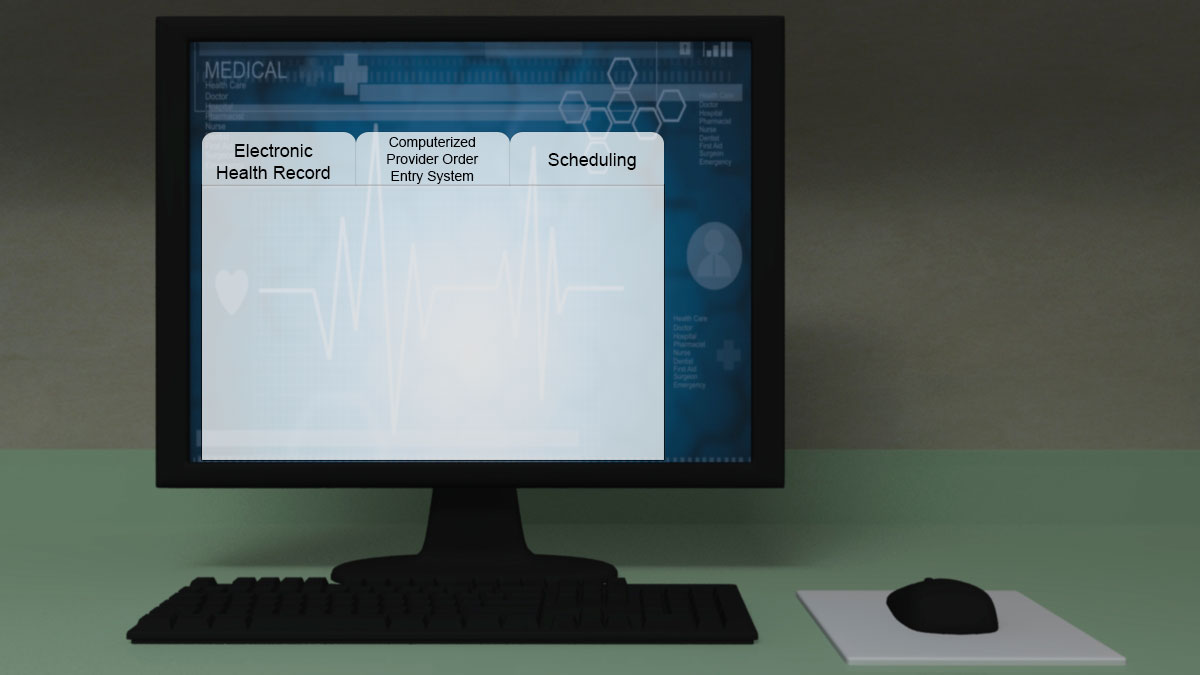 MEDICAL
Health Care
Doctor
Hospital
Pharmacist
Nurse
First Aid
Health Care
Doctor
Hospital
Pharmacist
Nurse
Dentist
First Aid
Surgeon
Emergency
Electronic
Health Record
Computerized
Provider Order
Entry System
Scheduling
Health Care
Doctor
Hospital
Pharmacist
Nurse
Dentist
First Aid
Surgeon
Emergency